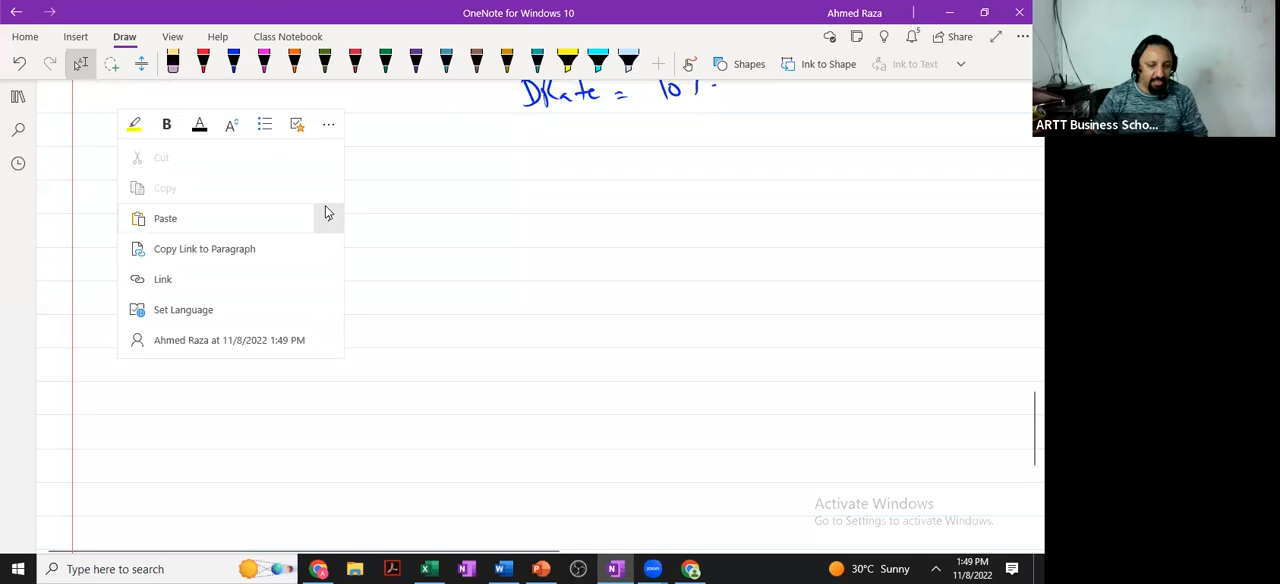 OneNote for Windows 10
Ahmed Raza
Home Insert Draw View Help Class Notebook
Share
Shapes Ink to Shape Ink to Text
DRate = 10%
ARTT Business Scho...
B A A
Cut
Copy
Paste
Copy Link to Paragraph
Link
Set Language
Ahmed Raza at 11/8/2022 1:49 PM
Activate Windows
Go to Settings to activate Windows.
Type here to search
30°C Sunny
1:49 PM
11/8/2022